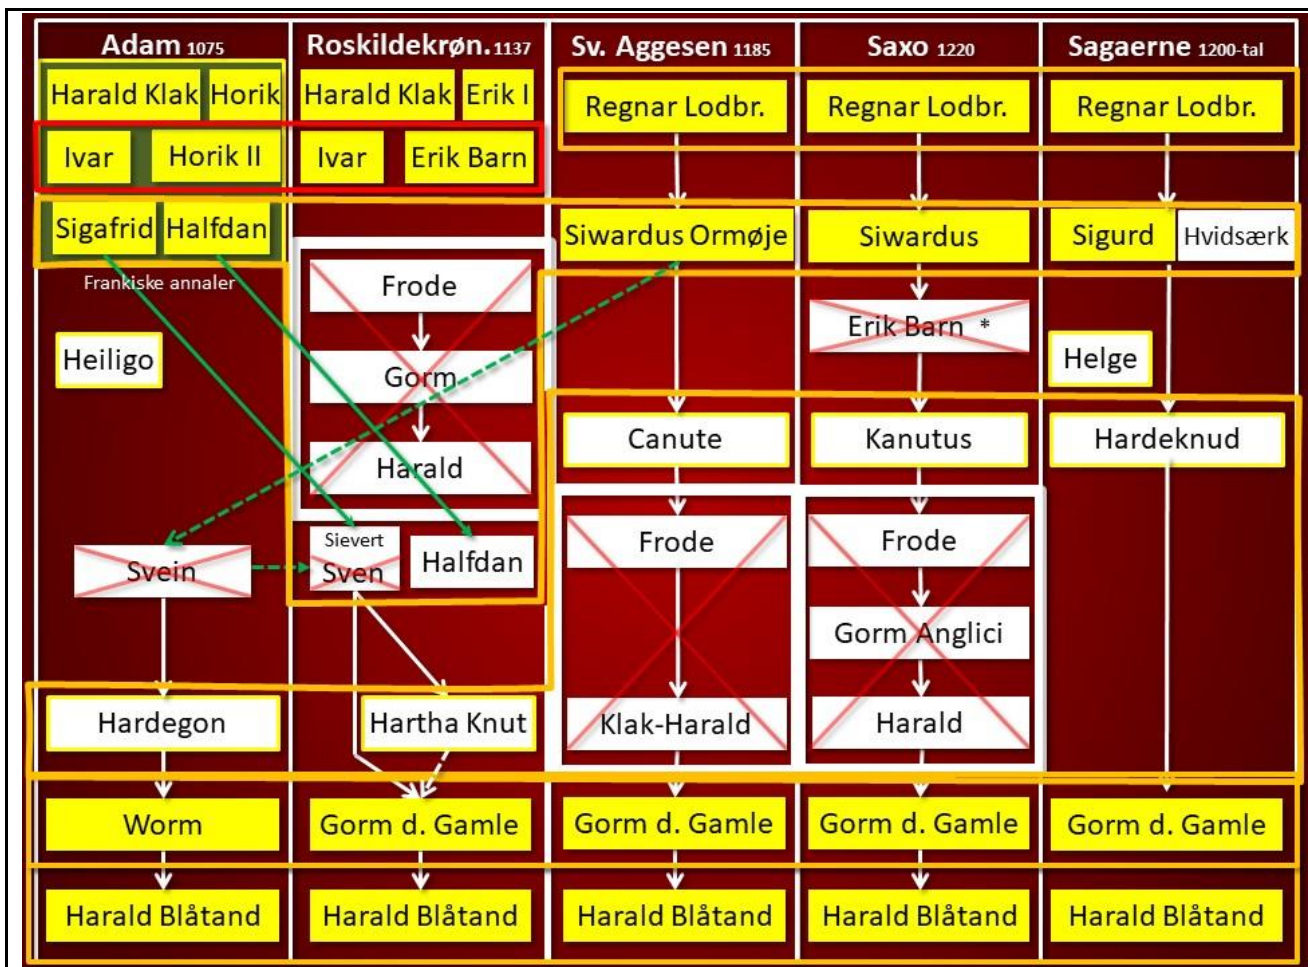 Adam 1075
Roskildekrøn. 1137
Sv. Aggesen 1185
Saxo 1220
Sagaerne 1200-tal
Harald Klak
Horik
Harald Klak
Erik I
Regnar Lodbr.
Regnar Lodbr.
Regnar Lodbr.
Ivar
Horik II
Ivar
Erik Barn
Sigafrid
Halfdan
Siwardus Ormøje
Siwardus
Sigurd
Hvidsærk
Frankiske annaler
Frode
Erik Barn *
Heiligo
Gorm
Helge
Harald
Canute
Kanutus
Hardeknud
Sievert
Sven
Halfdan
Svein
Frode
Frode
Gorm Anglici
Hardegon
Hartha Knut
Klak-Harald
Harald
Worm
Gorm d. Gamle
Gorm d. Gamle
Gorm d. Gamle
Gorm d. Gamle
Harald Blåtand
Harald Blåtand
Harald Blåtand
Harald Blåtand
Harald Blåtand